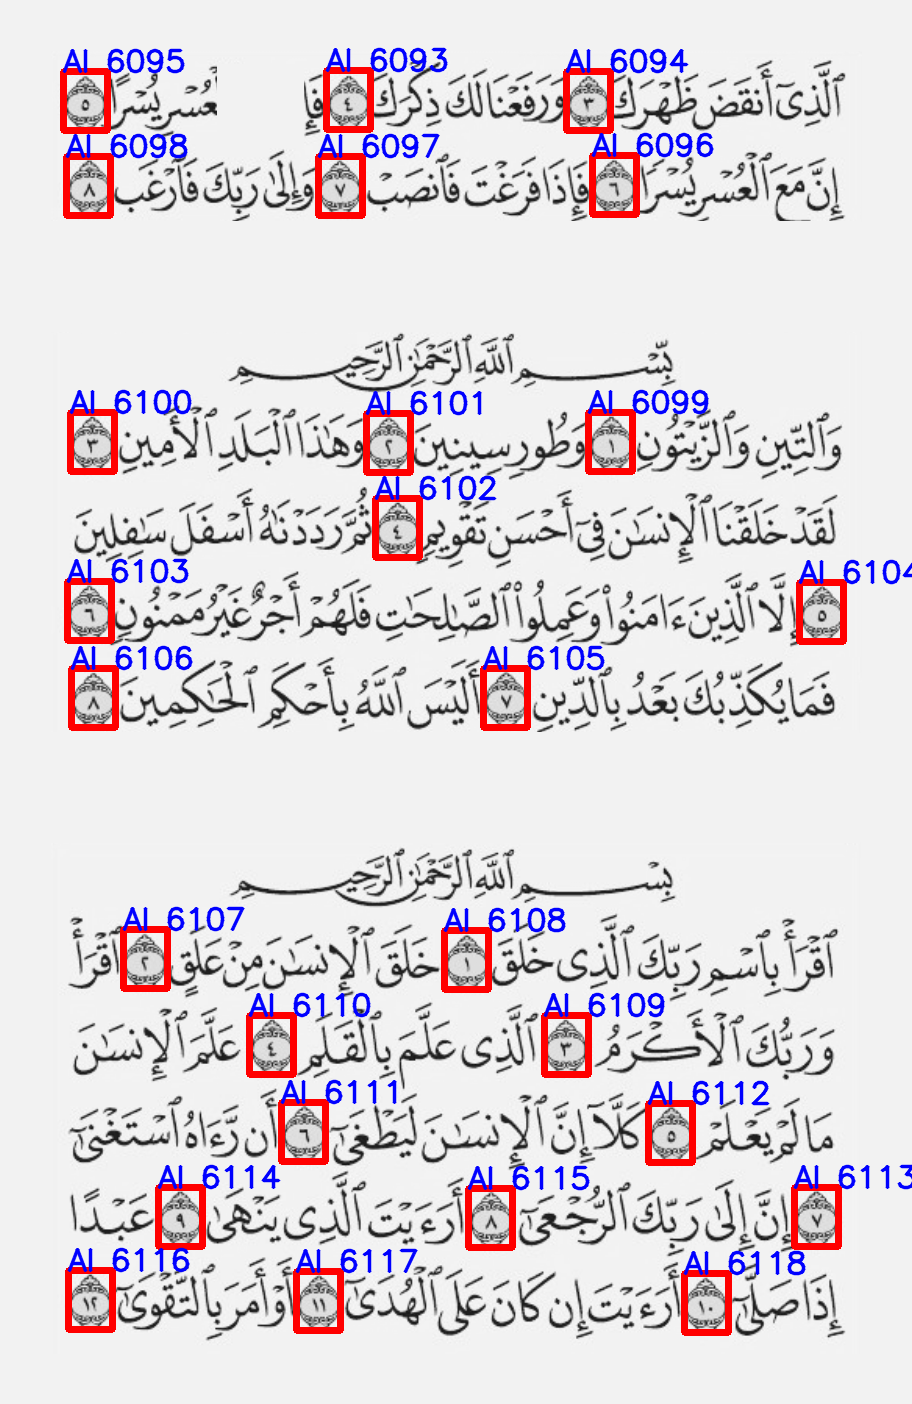 AI 6095 AI 6093 AI 6094
ٱلَّذِىٓ أَنقَضَ ظَهْرَكَ ٣ وَرَفَعْنَا لَكَ ذِكْرَكَ ٤ فَإِ عُسْرِ يُسْرًا ٥
AI 6098 AI 6097 AI 6096
إِنَّ مَعَ ٱلْعُسْرِ يُسْرًا ٦ فَإِذَا فَرَغْتَ فَٱنصَبْ ٧ وَإِلَىٰ رَبِّكَ فَٱرْغَب ٨
بِّسْمِ ٱللَّهِ ٱلرَّحْمَٰنِ ٱلرَّحِيمِ
AI 6100 AI 6101 AI 6099
وَٱلتِّينِ وَٱلزَّيْتُونِ ١ وَطُورِ سِينِينَ ٢ وَهَٰذَا ٱلْبَلَدِ ٱلْأَمِينِ ٣
AI 6102
لَقَدْ خَلَقْنَا ٱلْإِنسَٰنَ فِىٓ أَحْسَنِ تَقْوِيمٍ ٤ ثُمَّ رَدَدْنَٰهُ أَسْفَلَ سَٰفِلِينَ
AI 6103 AI 6104
٥ إِلَّا ٱلَّذِينَ ءَامَنُوا۟ وَعَمِلُوا۟ ٱلصَّٰلِحَٰتِ فَلَهُمْ أَجْرٌ غَيْرُ مَمْنُونٍ ٦
AI 6106 AI 6105
فَمَا يُكَذِّبُكَ بَعْدُ بِٱلدِّينِ ٧ أَلَيْسَ ٱللَّهُ بِأَحْكَمِ ٱلْحَٰكِمِينَ ٨
بِسْمِ ٱللَّهِ ٱلرَّحْمَٰنِ ٱلرَّحِيمِ
AI 6107 AI 6108
ٱقْرَأْ بِٱسْمِ رَبِّكَ ٱلَّذِى خَلَقَ ١ خَلَقَ ٱلْإِنسَٰنَ مِنْ عَلَقٍ ٢ ٱقْرَأْ
AI 6110 AI 6109
وَرَبُّكَ ٱلْأَكْرَمُ ٣ ٱلَّذِى عَلَّمَ بِٱلْقَلَمِ ٤ عَلَّمَ ٱلْإِنسَٰنَ
AI 6111 AI 6112
مَا لَمْ يَعْلَمْ ٥ كَلَّآ إِنَّ ٱلْإِنسَٰنَ لَيَطْغَىٰٓ ٦ أَن رَّءَاهُ ٱسْتَغْنَىٰٓ
AI 6114 AI 6115 AI 6113
٧ إِنَّ إِلَىٰ رَبِّكَ ٱلرُّجْعَىٰٓ ٨ أَرَءَيْتَ ٱلَّذِى يَنْهَىٰ ٩ عَبْدًا
AI 6116 AI 6117 AI 6118
إِذَا صَلَّىٰٓ ١٠ أَرَءَيْتَ إِن كَانَ عَلَى ٱلْهُدَىٰٓ ١١ أَوْ أَمَرَ بِٱلتَّقْوَىٰٓ ١٢